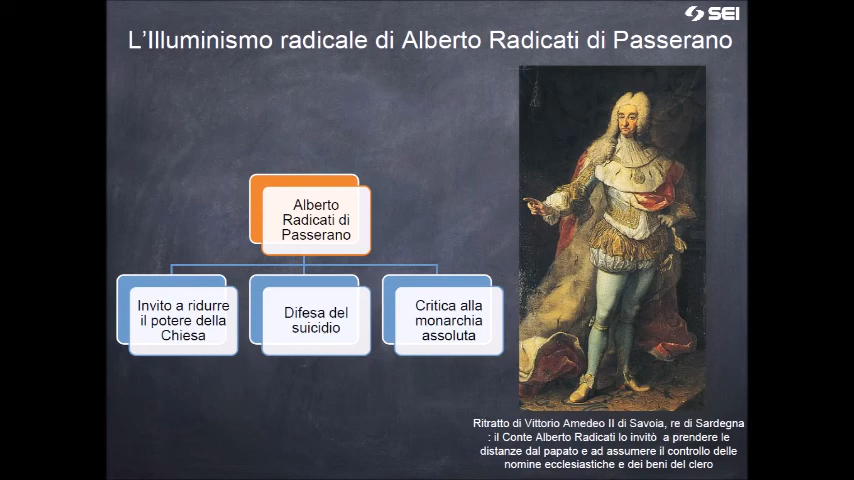 SEI
L'Illuminismo radicale di Alberto Radicati di Passerano
Alberto
Radicati di
Passerano
Invito a ridurre
il potere della
Chiesa
Difesa del
suicidio
Critica alla
monarchia
assoluta
Ritratto di Vittorio Amedeo II di Savoia, re di Sardegna
: il Conte Alberto Radicati lo invitò a prendere le
distanze dal papato e ad assumere il controllo delle
nomine ecclesiastiche e dei beni del clero